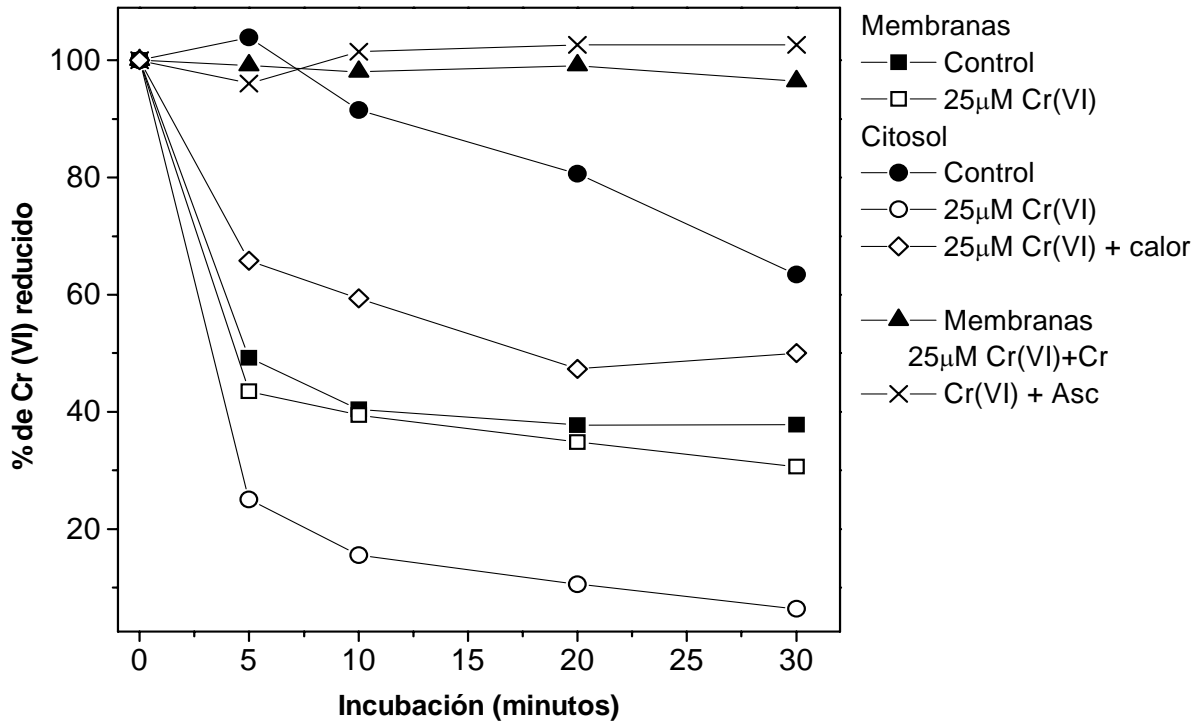 100
80
60
40
20
% de Cr (VI) reducido
0
5
10
15
20
25
30
Incubación (minutos)
Membranas
Control
25μM Cr(VI)
Citosol
Control
25μM Cr(VI)
25μM Cr(VI) + calor
Membranas
25μM Cr(VI)+Cr
Cr(VI) + Asc